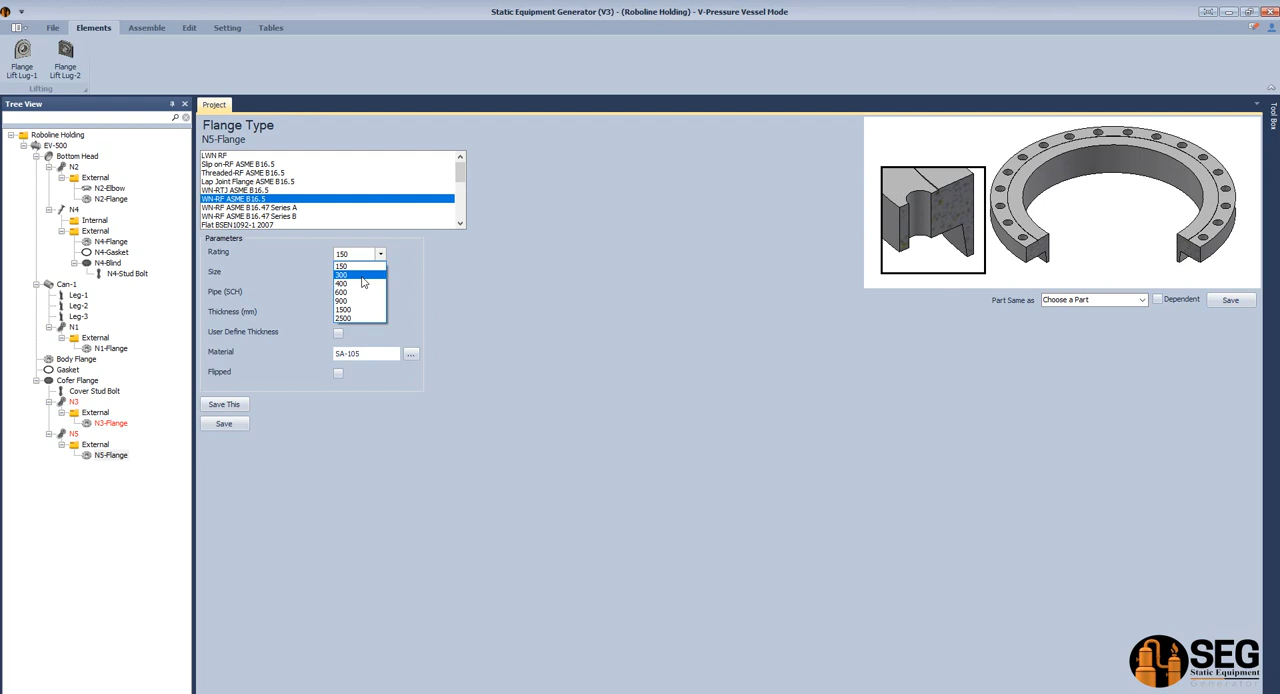 Static Equipment Generator (V3) - (Roboline Holding) - V-Pressure Vessel Mode
File Elements Assemble Edit Setting Tables
Flange Lift Lug-1
Flange Lift Lug-2
Lifting
Tree View
Project
Tool Box
Roboline Holding
EV-500
Bottom Head
N2
External
N2-Elbow
N2-Flange
N4
Internal
External
N4-Flange
N4-Gasket
N4-Blind
N4-Stud Bolt
Can-1
Leg-1
Leg-2
Leg-3
N1
External
N1-Flange
Body Flange
Gasket
Cofer Flange
Cover Stud Bolt
N3
External
N3-Flange
N5
External
N5-Flange
Flange Type
N5-Flange
LWN RF
Slip on-RF ASME B16.5
Threaded-RF ASME B16.5
Lap Joint Flange ASME B16.5
WN-RTJ ASME B16.5
WN-RF ASME B16.5
WN-RF ASME B16.47 Series A
WN-RF ASME B16.47 Series B
Flat BSEN1092-1 2007
Parameters
Rating 150
150
300
400
600
900
1500
2500
Size
Pipe (SCH)
Thickness (mm)
User Define Thickness
Material SA-105 ...
Flipped
Save This
Save
Part Same as Choose a Part Dependent Save
SEG
Static Equipment
Generator